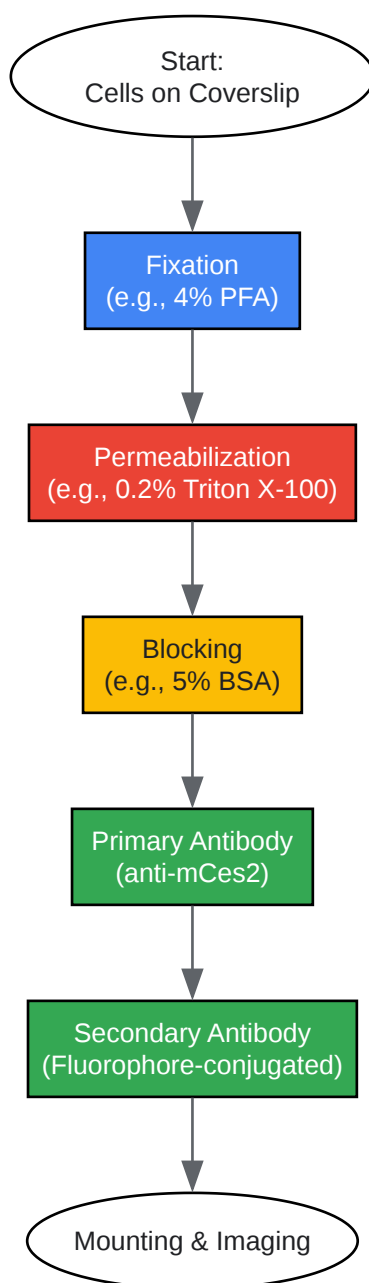 Start:
Cells on Coverslip
Fixation
(e.g., 4% PFA)
Permeabilization
(e.g., 0.2% Triton X-100)
Blocking
(e.g., 5% BSA)
Primary Antibody
(anti-mCes2)
Secondary Antibody
(Fluorophore-conjugated)
Mounting & Imaging